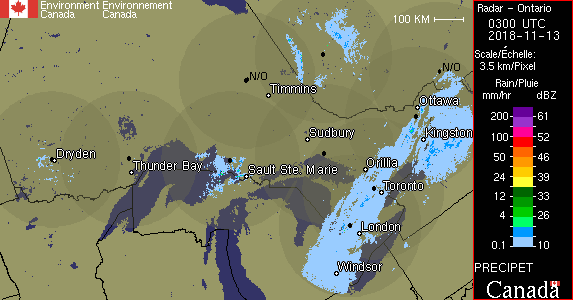 Environment Environnement
Canada Canada
100 KM
N/O
N/O
Timmins
Ottawa
Sudbury
Kingston
Dryden
Thunder Bay
Sault Ste. Marie
Orillia
Toronto
London
Windsor
Radar - Ontario
0300 UTC
2018-11-13
Scale/Échelle:
3.5 km/Pixel
Rain/Pluie
mm/hr dBZ
200 61
100 52
50 46
24 39
12 33
4 26
0.1 10
PRECIPET
Canada